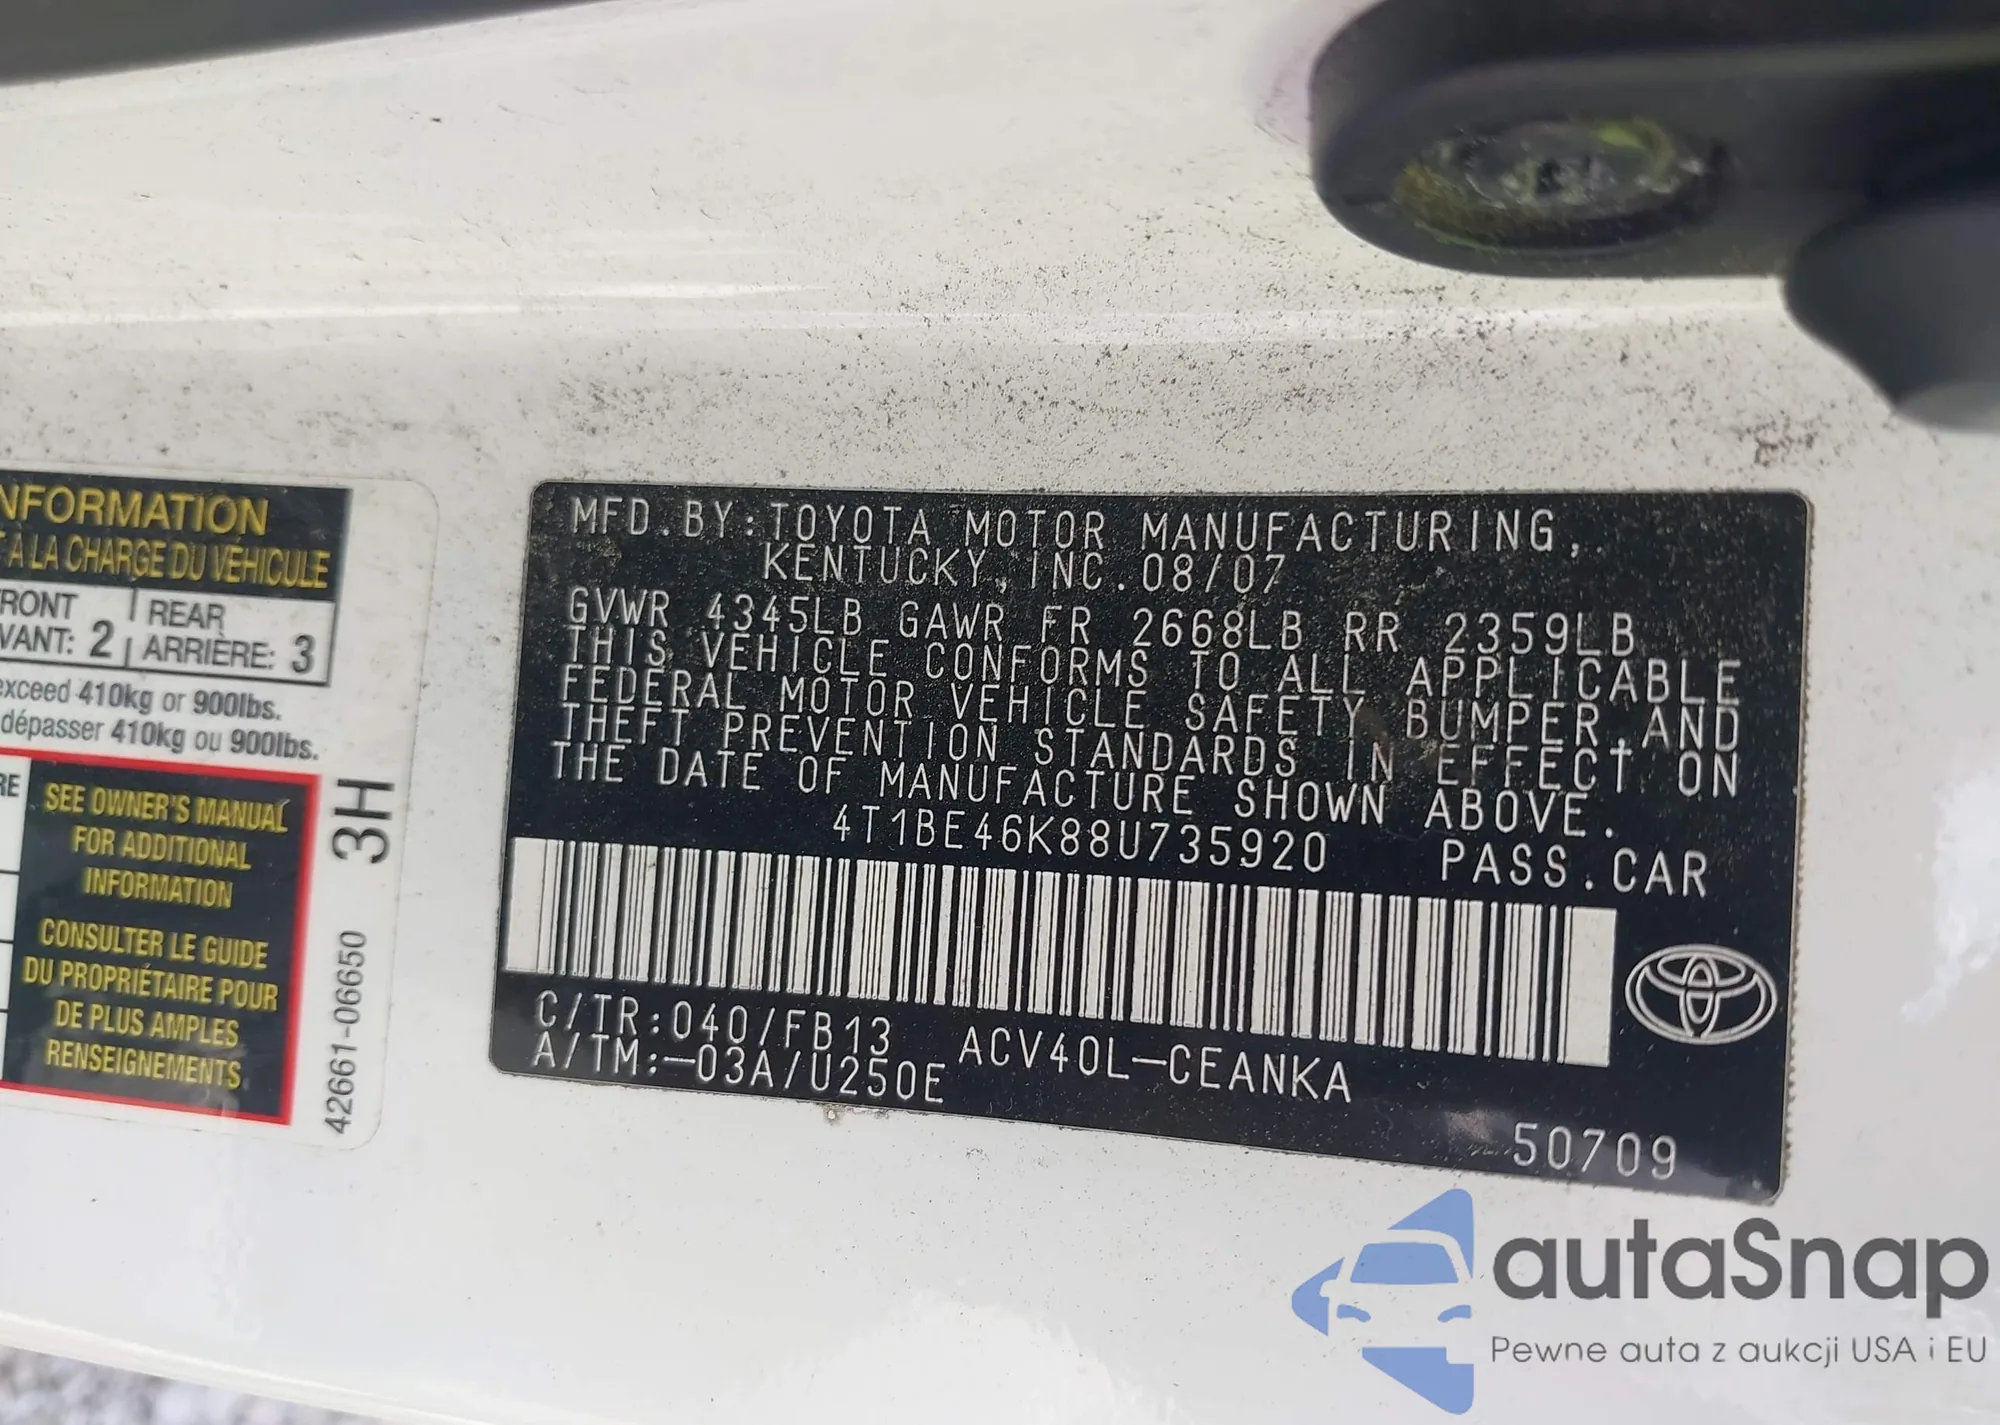 NFORMATION
T À LA CHARGE DU VÉHICULE
RONT REAR
VANT: 2 ARRIÈRE: 3
exceed 410kg or 900lbs.
dépasser 410kg ou 900lbs.
RE
SEE OWNER'S MANUAL
FOR ADDITIONAL
INFORMATION
CONSULTER LE GUIDE
DU PROPRIÉTAIRE POUR
DE PLUS AMPLES
RENSEIGNEMENTS
3H
42661-06650
MFD.BY:TOYOTA MOTOR MANUFACTURING,
KENTUCKY, INC.08/07
GVWR 4345LB GAWR FR 2668LB RR 2359LB
THIS VEHICLE CONFORMS TO ALL APPLICABLE
FEDERAL MOTOR VEHICLE SAFETY BUMPER,AND
THEFT PREVENTION STANDARDS IN EFFECT ON
THE DATE OF MANUFACTURE SHOWN ABOVE.
4T1BE46K88U735920 PASS.CAR
C/TR:040/FB13 ACV40L-CEANKA
A/TM:-03A/U250E
50709
autaSnap
Pewne auta z aukcji USA i EU